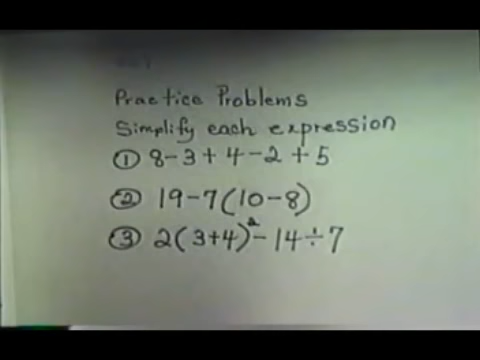 Practice Problems
Simplify each expression
① 8-3+4-2+5
② 19-7(10-8)
③ 2(3+4)²-14÷7